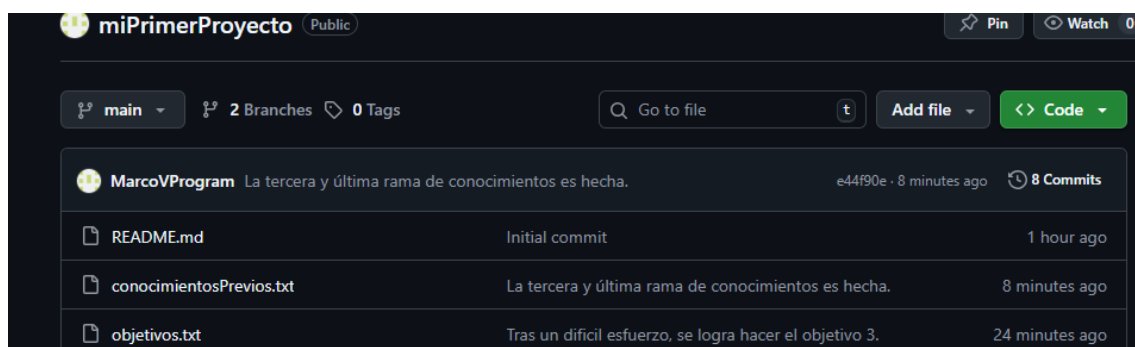 miPrimerProyecto Public Pin Watch 0
main 2 Branches 0 Tags Go to file t Add file <> Code
MarcoVProgram La tercera y última rama de conocimientos es hecha. e44f90e · 8 minutes ago 8 Commits
README.md Initial commit 1 hour ago
conocimientosPrevios.txt La tercera y última rama de conocimientos es hecha. 8 minutes ago
objetivos.txt Tras un dificil esfuerzo, se logra hacer el objetivo 3. 24 minutes ago